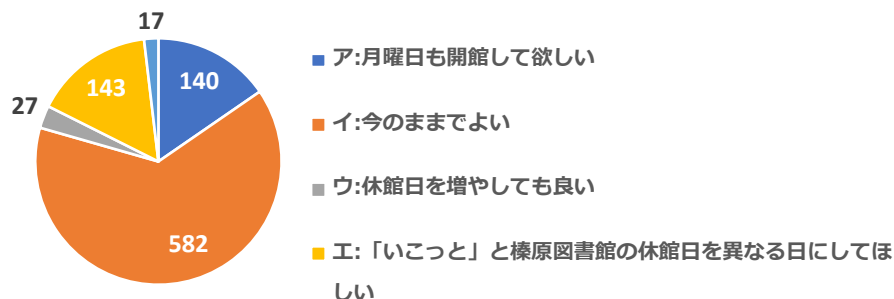 17
ア:月曜日も開館して欲しい
143
140
27
イ:今のままでよい
ウ:休館日を増やしても良い
582
エ:「いこっと」と榛原図書館の休館日を異なる日にしてほ
しい